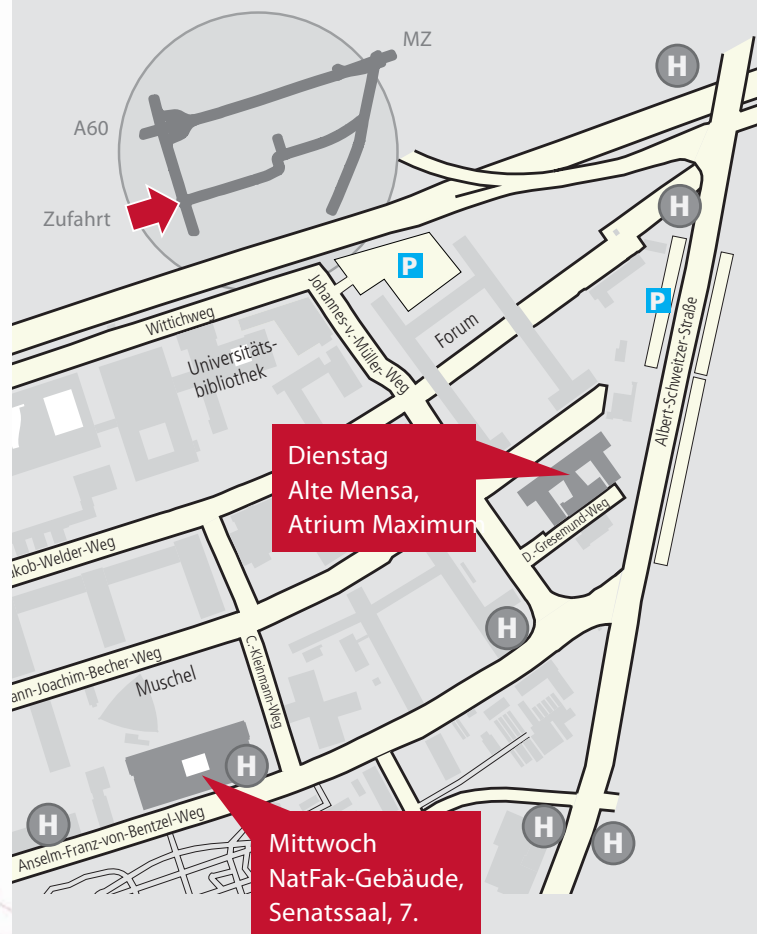 MZ
H
A60
Zufahrt
H
P
Johannes-v.-Müller-Weg
P
Wittichweg
Forum
Universitäts-
bibliothek
Albert-Schweitzer-Straße
Dienstag
Alte Mensa,
Atrium Maximum
D.-Gresemund-Weg
kob-Welder-Weg
H
C.-Kleinmann-Weg
ann-Joachim-Becher-Weg
Muschel
H
H
Anselm-Franz-von-Bentzel-Weg
H
H
Mittwoch
NatFak-Gebäude,
Senatssaal, 7.